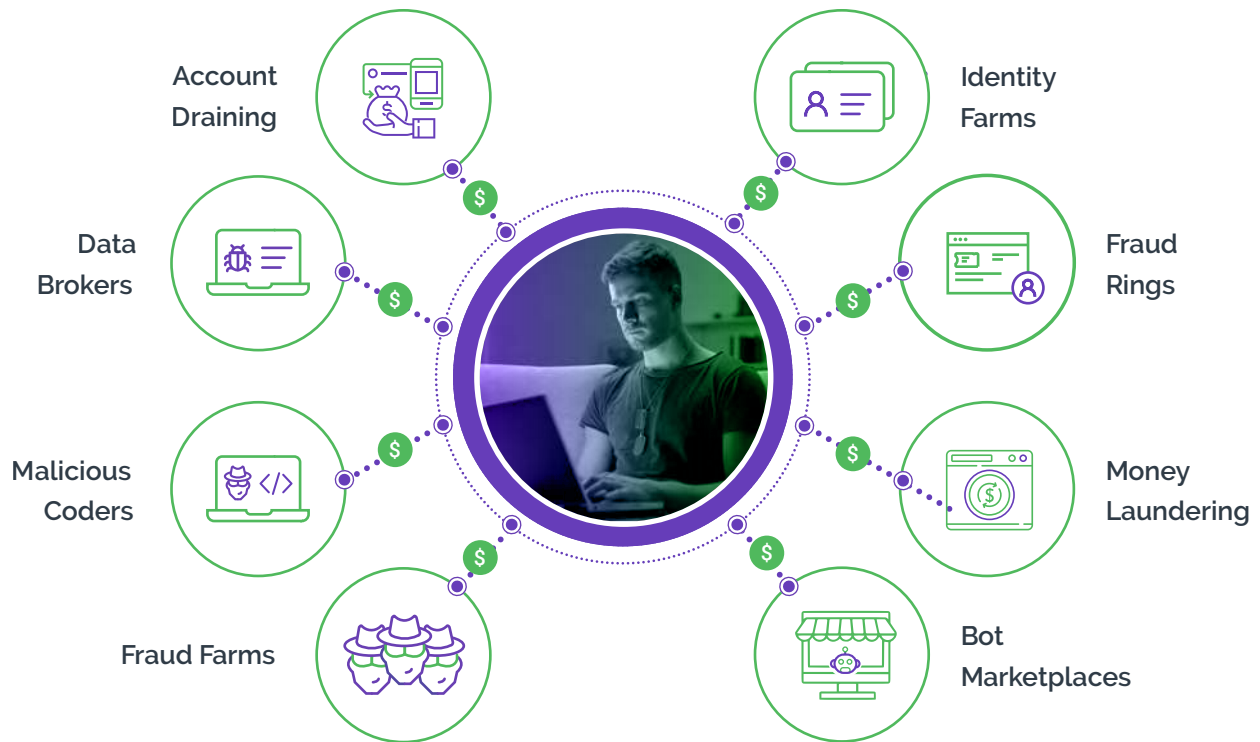 Account
Draining
Identity
Farms
Data
Brokers
Fraud
Rings
Malicious
Coders
Money
Laundering
Fraud Farms
Bot
Marketplaces
$
$
$
$
$
$
$
$
$
$
</>